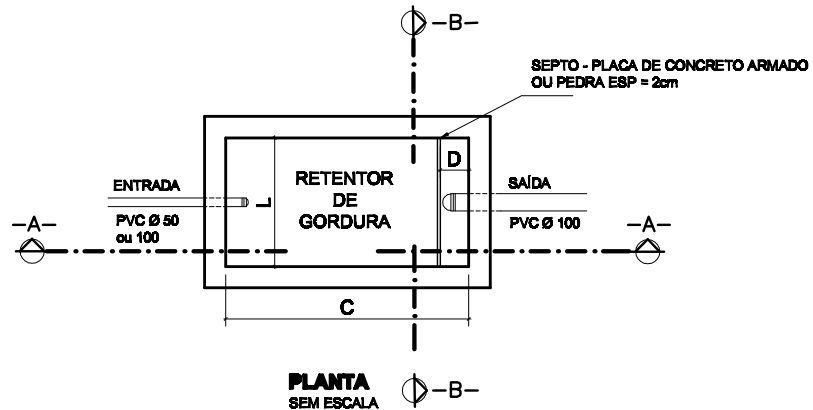 —B—
SEPTO - PLACA DE CONCRETO ARMADO
OU PEDRA ESP = 2cm
D
ENTRADA
PVC Ø 50
ou 100
L
RETENTOR
DE
GORDURA
SAÍDA
PVC Ø 100
—A—
—A—
C
PLANTA
SEM ESCALA
—B—